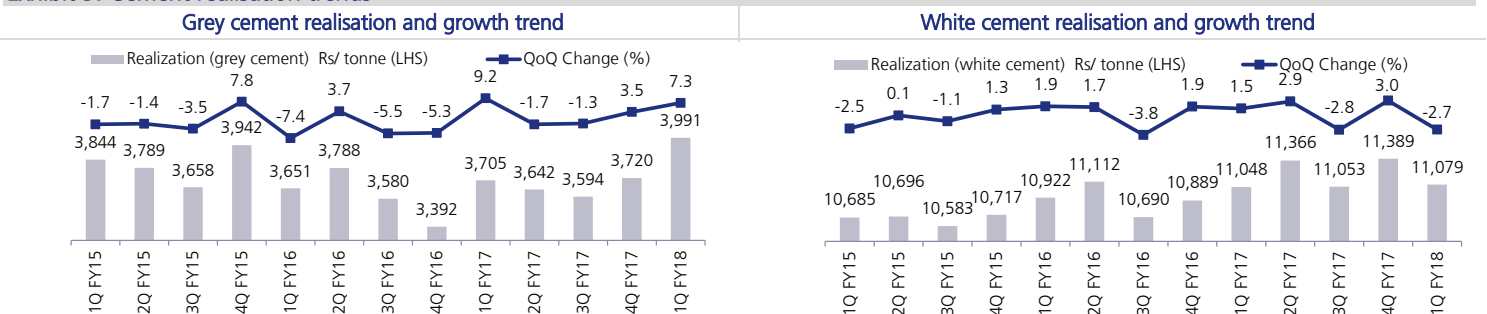 Grey cement realisation and growth trend
Realization (grey cement) Rs/ tonne (LHS) QoQ Change (%)
-1.7 -1.4 -3.5 7.8 -7.4 3.7 -5.5 -5.3 9.2 -1.7 -1.3 3.5 7.3
3,844 3,789 3,658 3,942 3,651 3,788 3,580 3,392 3,705 3,642 3,594 3,720 3,991
1Q FY15 2Q FY15 3Q FY15 4Q FY15 1Q FY16 2Q FY16 3Q FY16 4Q FY16 1Q FY17 2Q FY17 3Q FY17 4Q FY17 1Q FY18
White cement realisation and growth trend
Realization (white cement) Rs/ tonne (LHS) QoQ Change (%)
-2.5 0.1 -1.1 1.3 1.9 1.7 -3.8 1.9 1.5 2.9 -2.8 3.0 -2.7
10,685 10,696 10,583 10,717 10,922 11,112 10,690 10,889 11,048 11,366 11,053 11,389 11,079
1Q FY15 2Q FY15 3Q FY15 4Q FY15 1Q FY16 2Q FY16 3Q FY16 4Q FY16 1Q FY17 2Q FY17 3Q FY17 4Q FY17 1Q FY18